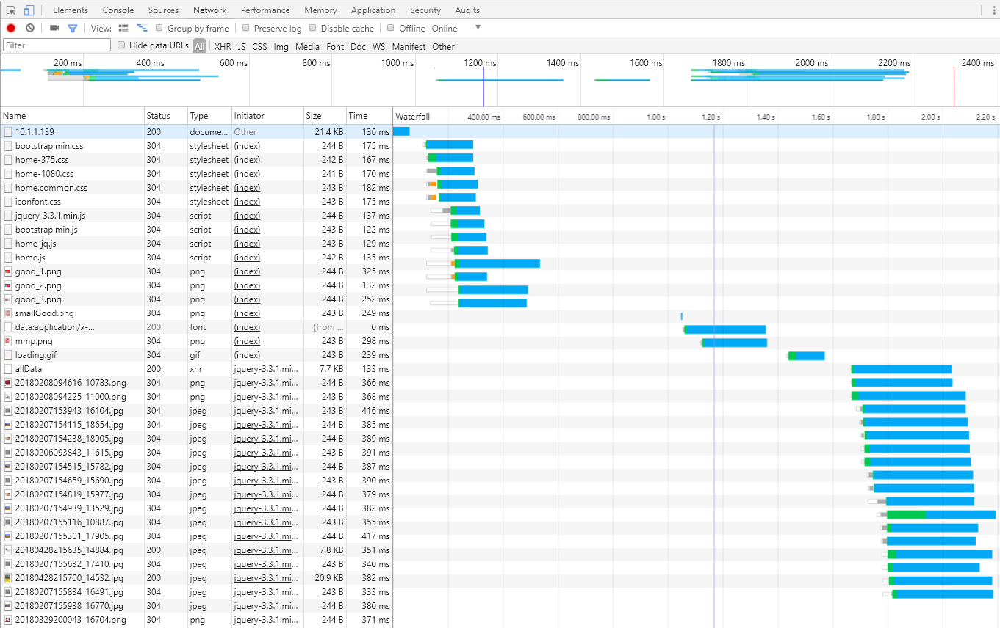 Elements Console Sources Network Performance Memory Application Security Audits
View: Group by frame Preserve log Disable cache Offline Online
Filter Hide data URLs All XHR JS CSS Img Media Font Doc WS Manifest Other
200 ms 400 ms 600 ms 800 ms 1000 ms 1200 ms 1400 ms 1600 ms 1800 ms 2000 ms 2200 ms 2400 ms
Name Status Type Initiator Size Time Waterfall 400.00 ms 600.00 ms 800.00 ms 1.00 s 1.20 s 1.40 s 1.60 s 1.80 s 2.00 s 2.20 s
10.1.1.139 200 docume... Other 21.4 KB 136 ms
bootstrap.min.css 304 stylesheet (index) 244 B 175 ms
home-375.css 304 stylesheet (index) 242 B 167 ms
home-1080.css 304 stylesheet (index) 241 B 170 ms
home.common.css 304 stylesheet (index) 243 B 182 ms
iconfont.css 304 stylesheet (index) 243 B 175 ms
jquery-3.3.1.min.js 304 script (index) 244 B 137 ms
bootstrap.min.js 304 script (index) 244 B 122 ms
home-jq.js 304 script (index) 243 B 129 ms
home.js 304 script (index) 242 B 135 ms
good_1.png 304 png (index) 244 B 325 ms
good_2.png 304 png (index) 244 B 132 ms
good_3.png 304 png (index) 243 B 252 ms
smallGood.png 304 png (index) 243 B 249 ms
data:application/x-... 200 font (index) (from ... 0 ms
mmp.png 304 png (index) 243 B 298 ms
loading.gif 304 gif (index) 243 B 239 ms
allData 200 xhr jquery-3.3.1.mi... 7.7 KB 133 ms
20180208094616_10783.png 304 png jquery-3.3.1.mi... 244 B 366 ms
20180208094225_11000.png 304 png jquery-3.3.1.mi... 243 B 366 ms
20180207153943_16104.jpg 304 jpeg jquery-3.3.1.mi... 243 B 416 ms
20180207154115_18654.jpg 304 jpeg jquery-3.3.1.mi... 244 B 383 ms
20180207154238_18905.jpg 304 jpeg jquery-3.3.1.mi... 244 B 388 ms
20180206093843_11615.jpg 304 jpeg jquery-3.3.1.mi... 243 B 391 ms
20180207154515_15782.jpg 304 jpeg jquery-3.3.1.mi... 244 B 387 ms
20180207154659_15690.jpg 304 jpeg jquery-3.3.1.mi... 243 B 390 ms
20180207154819_15977.jpg 304 jpeg jquery-3.3.1.mi... 243 B 389 ms
20180207154939_13529.jpg 304 jpeg jquery-3.3.1.mi... 244 B 388 ms
20180207155116_10887.jpg 304 jpeg jquery-3.3.1.mi... 243 B 388 ms
20180207155301_17905.jpg 304 jpeg jquery-3.3.1.mi... 243 B 388 ms
20180428215635_14884.jpg 200 jpeg jquery-3.3.1.mi... 7.8 KB 351 ms
20180207155632_17410.jpg 304 jpeg jquery-3.3.1.mi... 243 B 343 ms
20180428215700_14532.jpg 200 jpeg jquery-3.3.1.mi... 20.9 KB 381 ms
20180207155834_16491.jpg 304 jpeg jquery-3.3.1.mi... 243 B 333 ms
20180207155938_16770.jpg 304 jpeg jquery-3.3.1.mi... 244 B 380 ms
20180329200043_16704.png 304 png jquery-3.3.1.mi... 244 B 371 ms